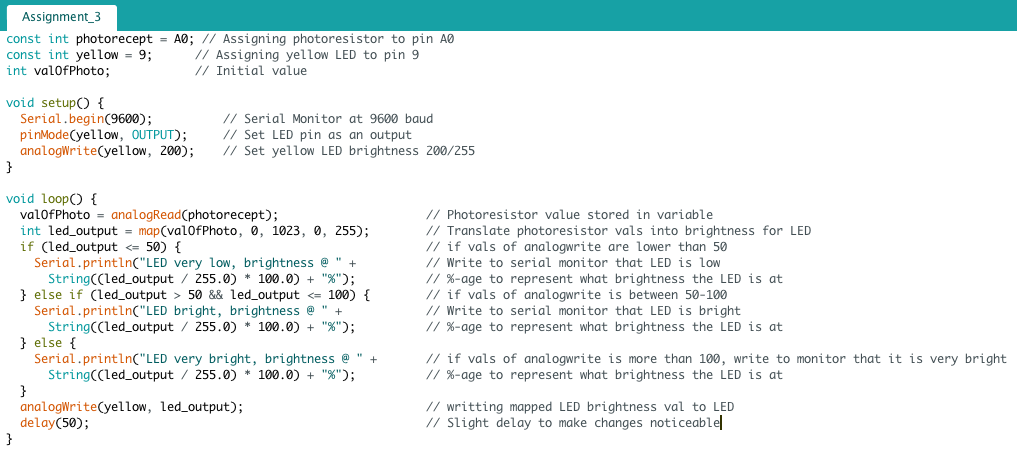 Assignment_3
const int photorecept = A0; // Assigning photoresistor to pin A0
const int yellow = 9;      // Assigning yellow LED to pin 9
int valOfPhoto;            // Initial value

void setup() {
  Serial.begin(9600);          // Serial Monitor at 9600 baud
  pinMode(yellow, OUTPUT);     // Set LED pin as an output
  analogWrite(yellow, 200);    // Set yellow LED brightness 200/255
}

void loop() {
  valOfPhoto = analogRead(photorecept);                     // Photoresistor value stored in variable
  int led_output = map(valOfPhoto, 0, 1023, 0, 255);        // Translate photoresistor vals into brightness for LED
  if (led_output <= 50) {                                   // if vals of analogwrite are lower than 50
    Serial.println("LED very low, brightness @ " +          // Write to serial monitor that LED is low
      String((led_output / 255.0) * 100.0) + "%");          // %-age to represent what brightness the LED is at
  } else if (led_output > 50 && led_output <= 100) {        // if vals of analogwrite is between 50-100
    Serial.println("LED bright, brightness @ " +            // Write to serial monitor that LED is bright
      String((led_output / 255.0) * 100.0) + "%");          // %-age to represent what brightness the LED is at
  } else {
    Serial.println("LED very bright, brightness @ " +       // if vals of analogwrite is more than 100, write to monitor that it is very bright
      String((led_output / 255.0) * 100.0) + "%");          // %-age to represent what brightness the LED is at
  }
  analogWrite(yellow, led_output);                          // writting mapped LED brightness val to LED
  delay(50);                                                // Slight delay to make changes noticeable
}